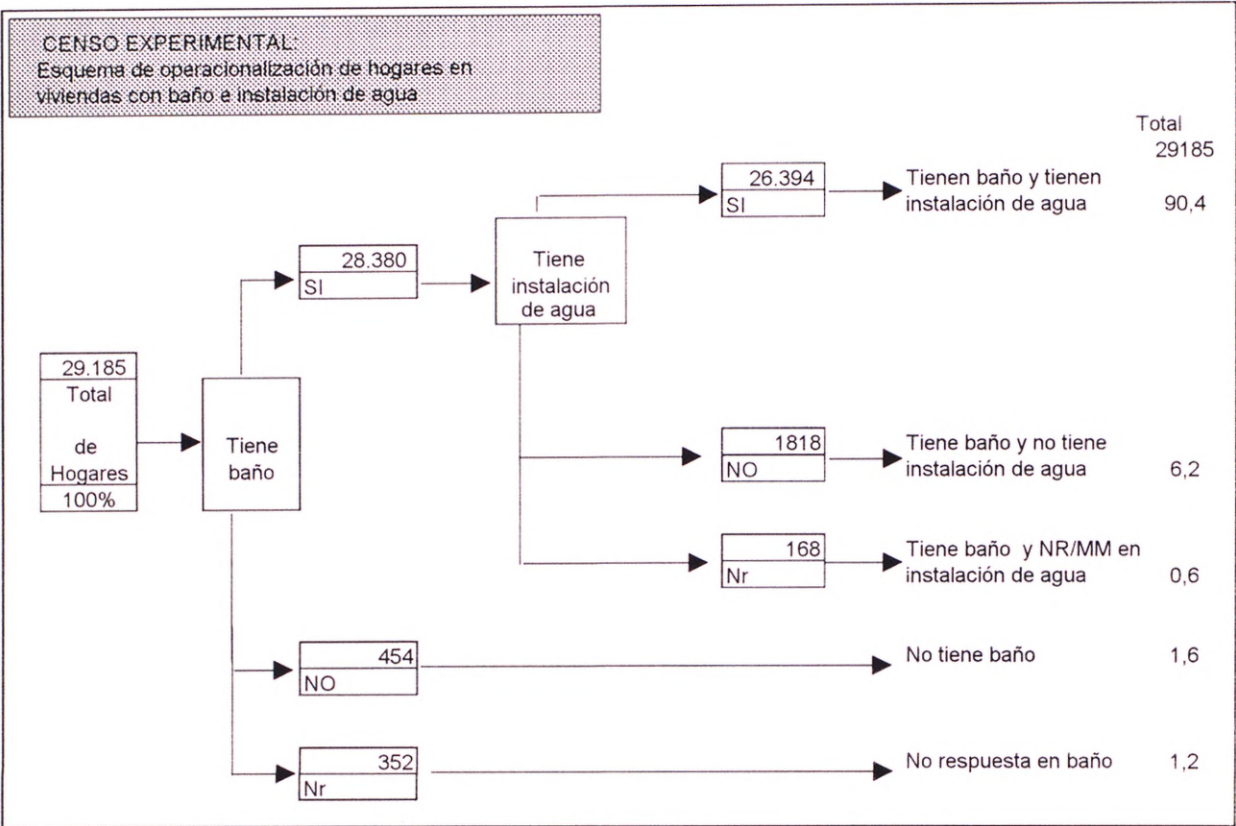 CENSO EXPERIMENTAL:
Esquema de operacionalización de hogares en
viviendas con baño e instalación de agua
Total
29185
26.394
SI
Tienen baño y tienen
instalación de agua 90,4
28.380
SI
Tiene
instalación
de agua
29.185
Total
de
Hogares
100%
Tiene
baño
1818
NO
Tiene baño y no tiene
instalación de agua 6,2
168
Nr
Tiene baño y NR/MM en
instalación de agua 0,6
454
NO
No tiene baño 1,6
352
Nr
No respuesta en baño 1,2